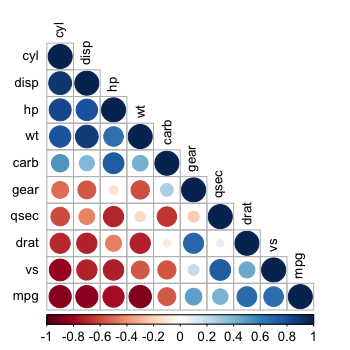 cyl
cyl disp
disp hp
hp wt
wt carb
carb gear
gear qsec
qsec drat
drat vs
vs mpg
mpg
-1 -0.8 -0.6 -0.4 -0.2 0 0.2 0.4 0.6 0.8 1